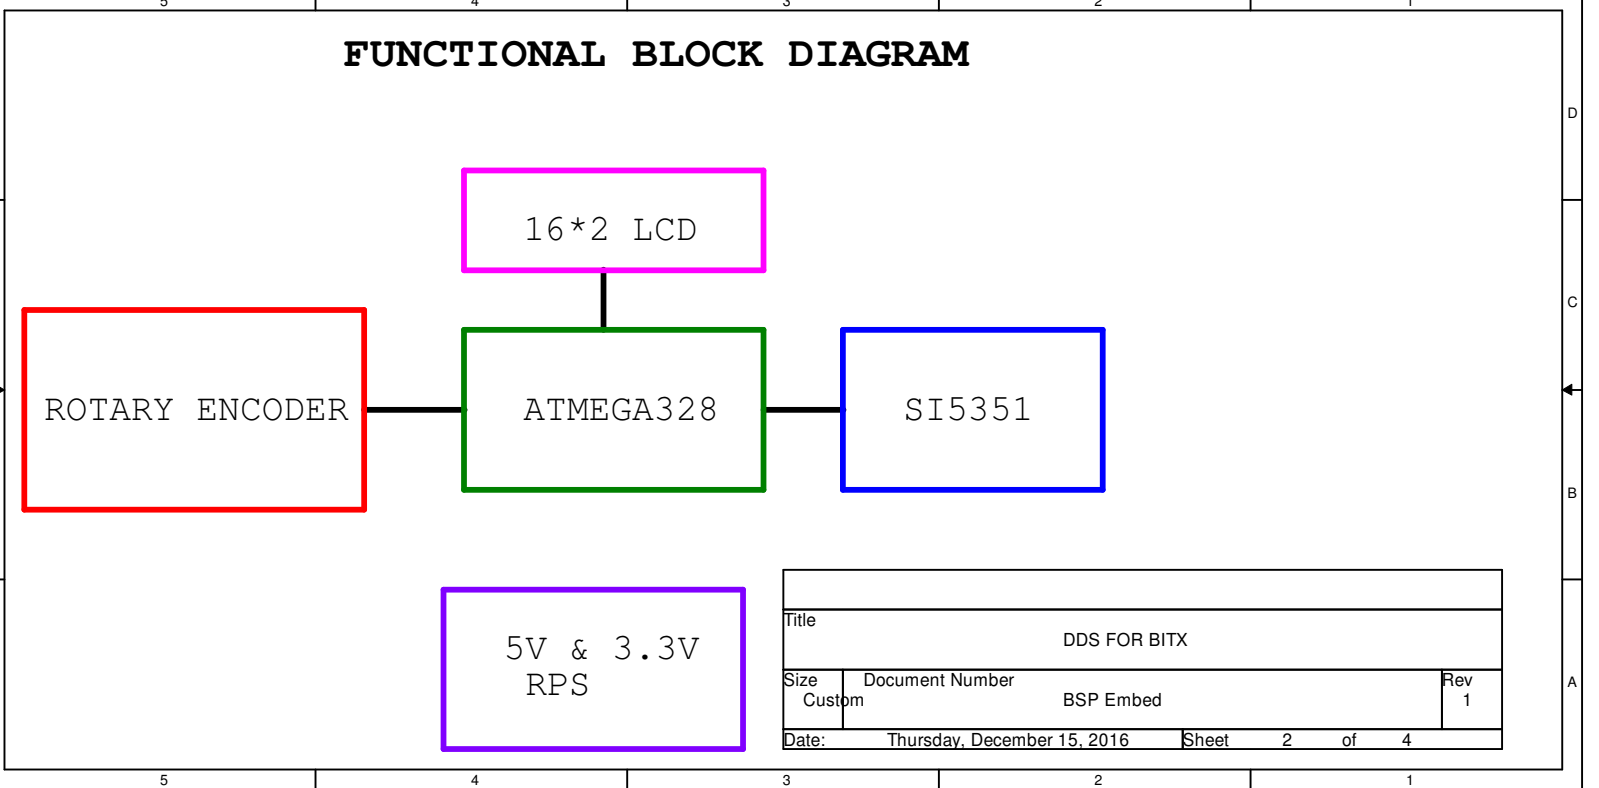 5 4 3 2 1
FUNCTIONAL BLOCK DIAGRAM
D
16*2 LCD
C
ROTARY ENCODER
ATMEGA328
SI5351
B
5V & 3.3V
RPS
Title
DDS FOR BITX
Size
Document Number
Rev
Custom
BSP Embed
1
A
Date:
Thursday, December 15, 2016
Sheet 2 of 4
5 4 3 2 1